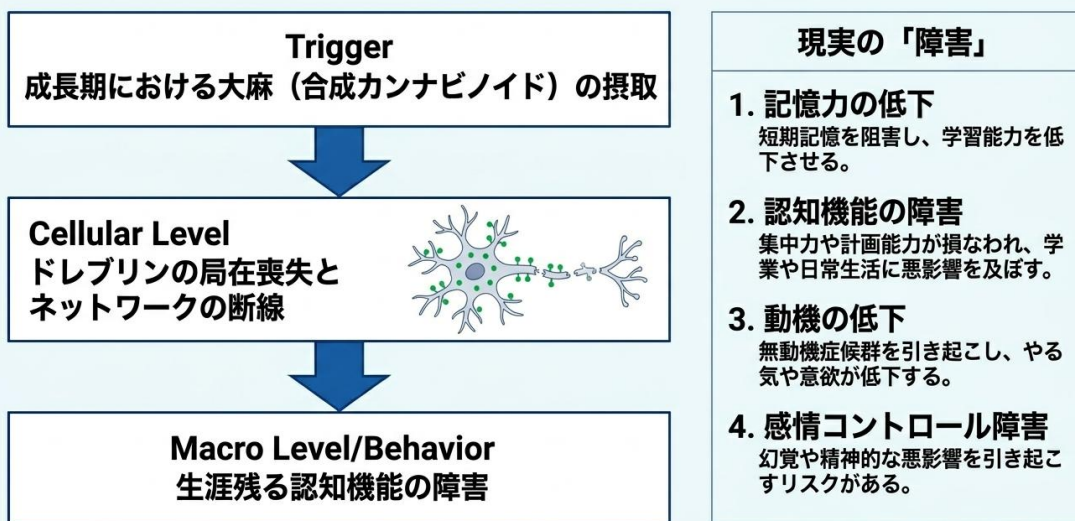 Trigger
成長期における大麻（合成カンナビノイド）の摂取
Cellular Level
ドレブリンの局在喪失と
ネットワークの断線
Macro Level/Behavior
生涯残る認知機能の障害
現実の「障害」
1. 記憶力の低下
短期記憶を阻害し、学習能力を低
下させる。
2. 認知機能の障害
集中力や計画能力が損なわれ、学
業や日常生活に悪影響を及ぼす。
3. 動機の低下
無動機症候群を引き起こし、やる
気や意欲が低下する。
4. 感情コントロール障害
幻覚や精神的な悪影響を引き起こ
すリスクがある。